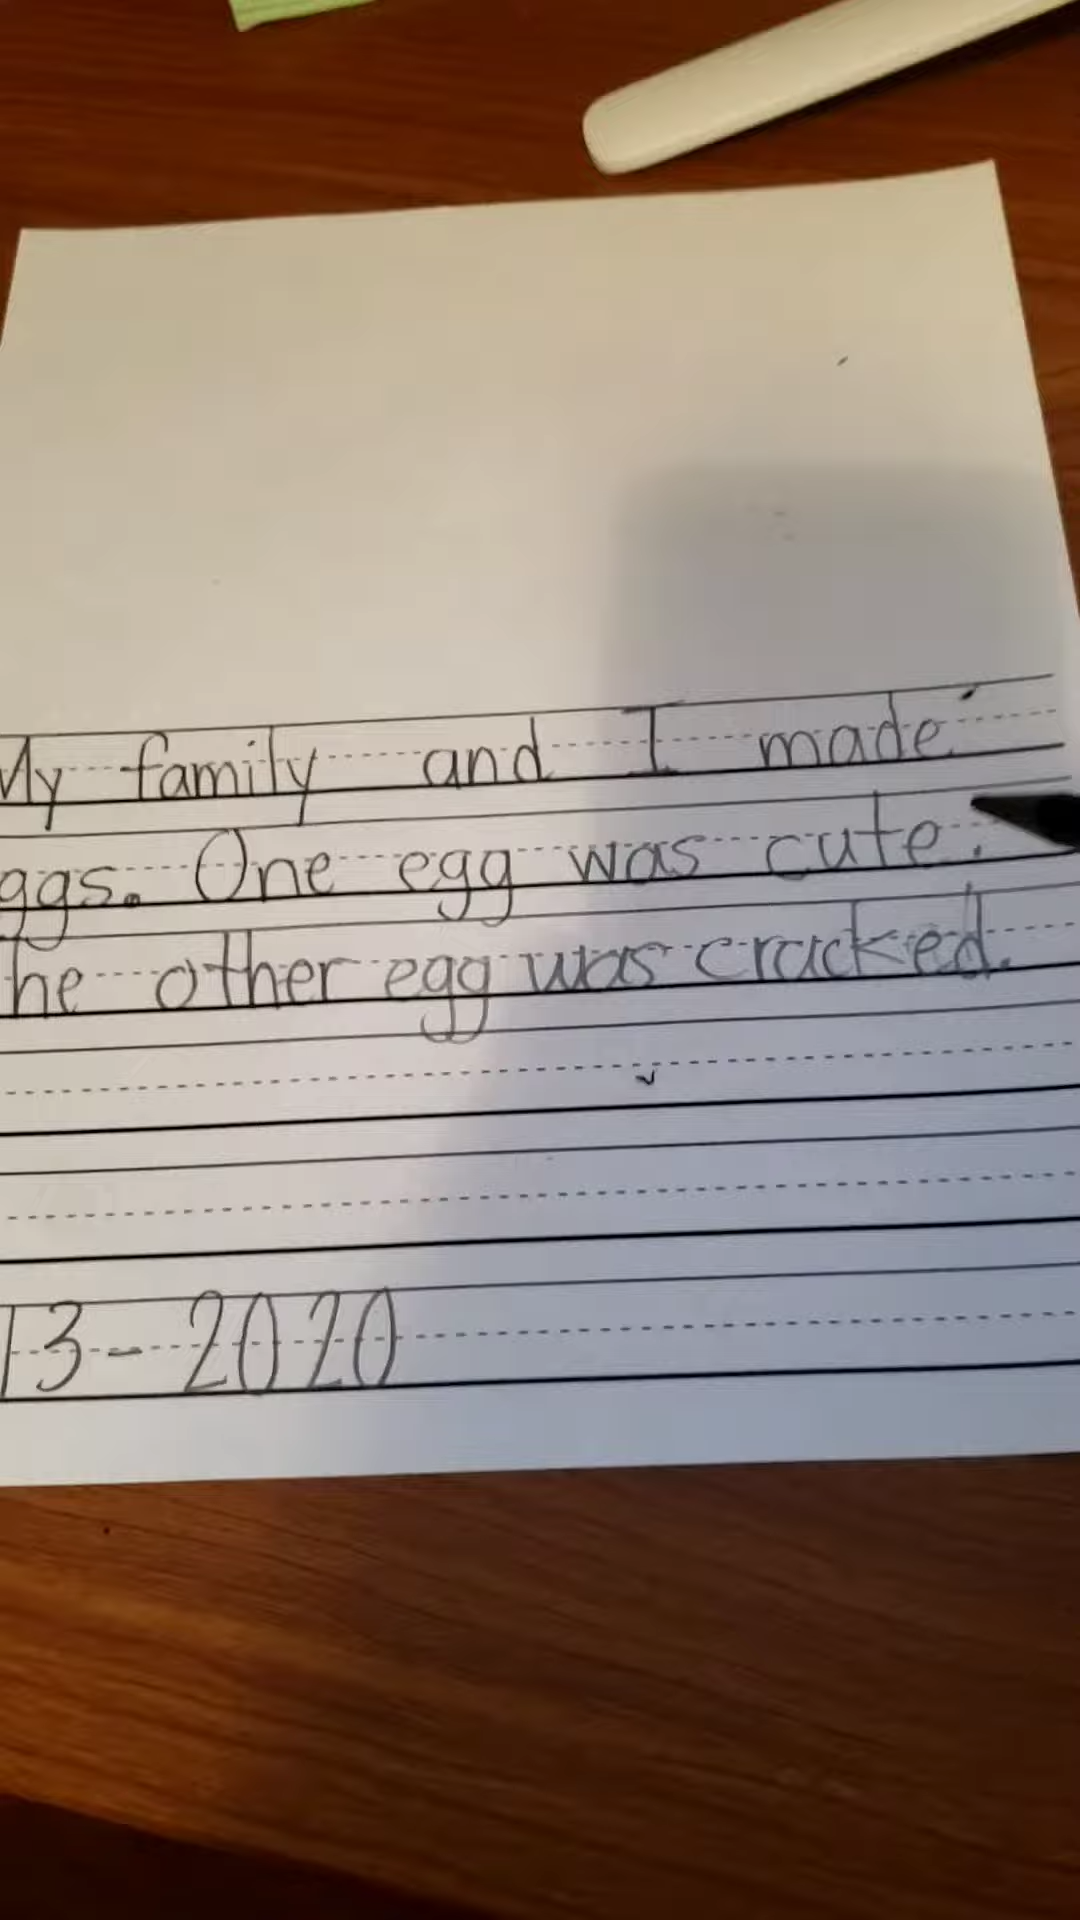 My family and I made
ggs. One egg was cute.
he other egg was cracked.
13-2020